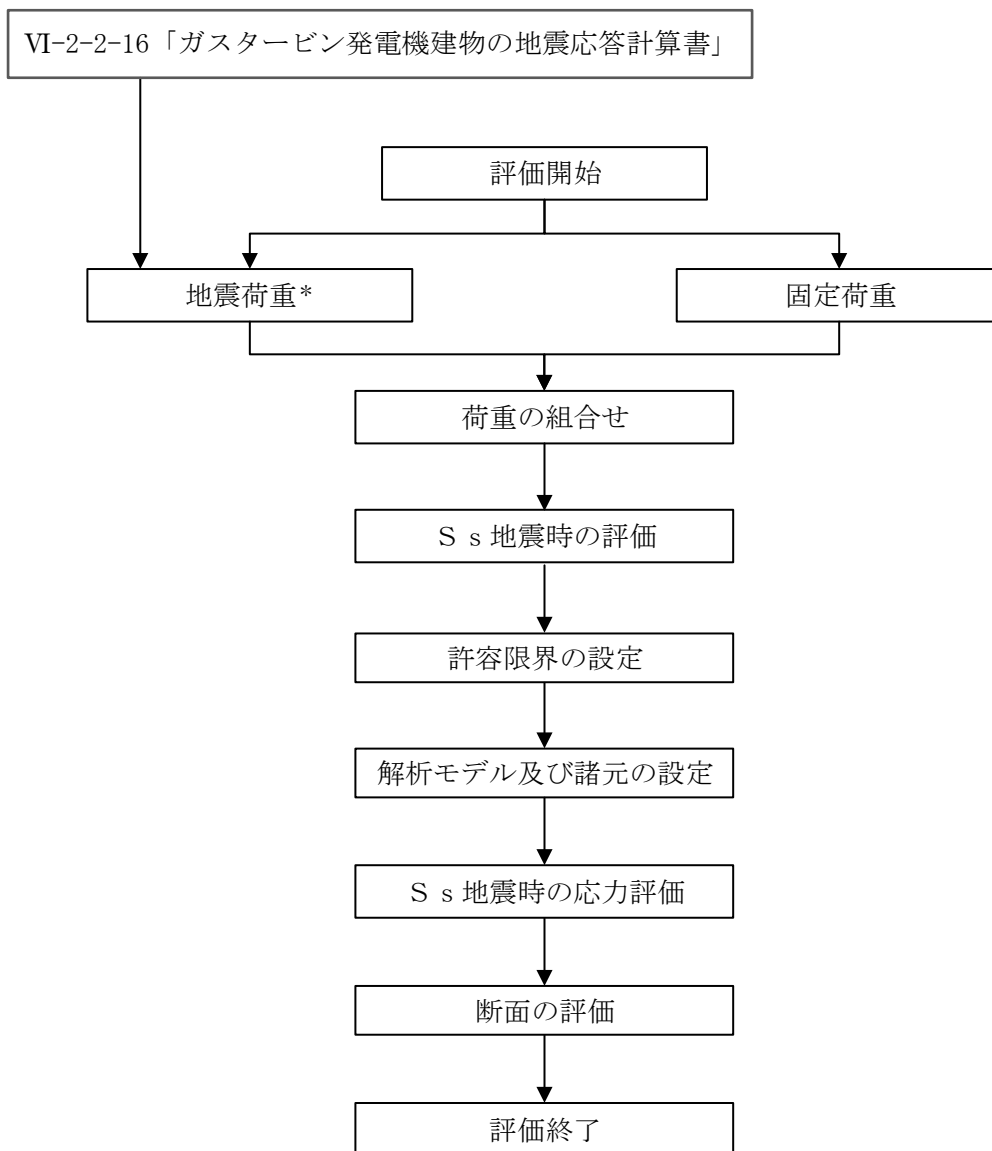 Ⅵ-2-2-16「ガスタービン発電機建物の地震応答計算書」
評価開始
地震荷重*
固定荷重
荷重の組合せ
Ｓｓ地震時の評価
許容限界の設定
解析モデル及び諸元の設定
Ｓｓ地震時の応力評価
断面の評価
評価終了